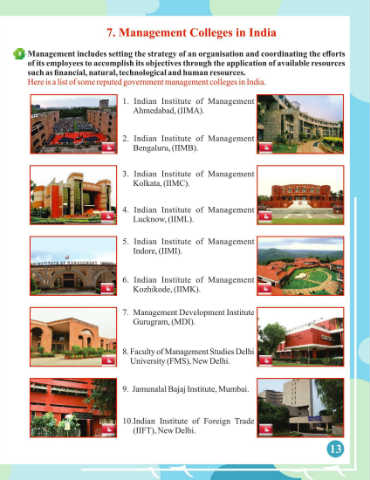 7. Management Colleges in India
Management includes setting the strategy of an organisation and coordinating the efforts
of its employees to accomplish its objectives through the application of available resources
such as financial, natural, technological and human resources.
Here is a list of some reputed government management colleges in India.
1. Indian Institute of Management
Ahmedabad, (IIMA).
2. Indian Institute of Management
Bengaluru, (IIMB).
3. Indian Institute of Management
Kolkata, (IIMC).
4. Indian Institute of Management
Lucknow, (IIML).
5. Indian Institute of Management
Indore, (IIMI).
6. Indian Institute of Management
Kozhikode, (IIMK).
7. Management Development Institute
Gurugram, (MDI).
8. Faculty of Management Studies Delhi
University (FMS), New Delhi.
9. Jamunalal Bajaj Institute, Mumbai.
10.Indian Institute of Foreign Trade
(IIFT), New Delhi.
13